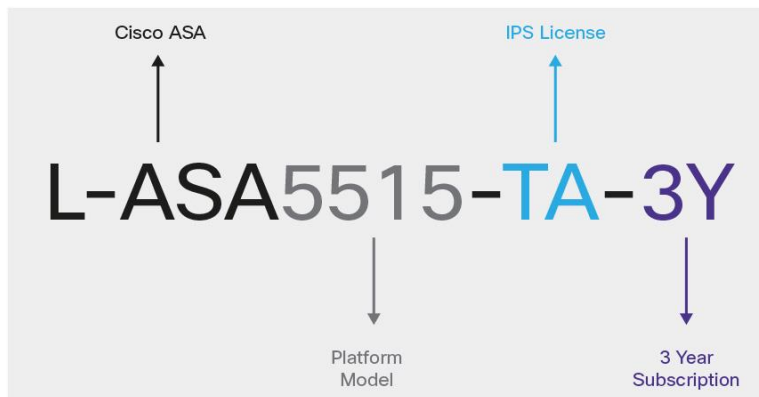 Cisco ASA
IPS License
L-ASA5515-TA-3Y
Platform
Model
3 Year
Subscription